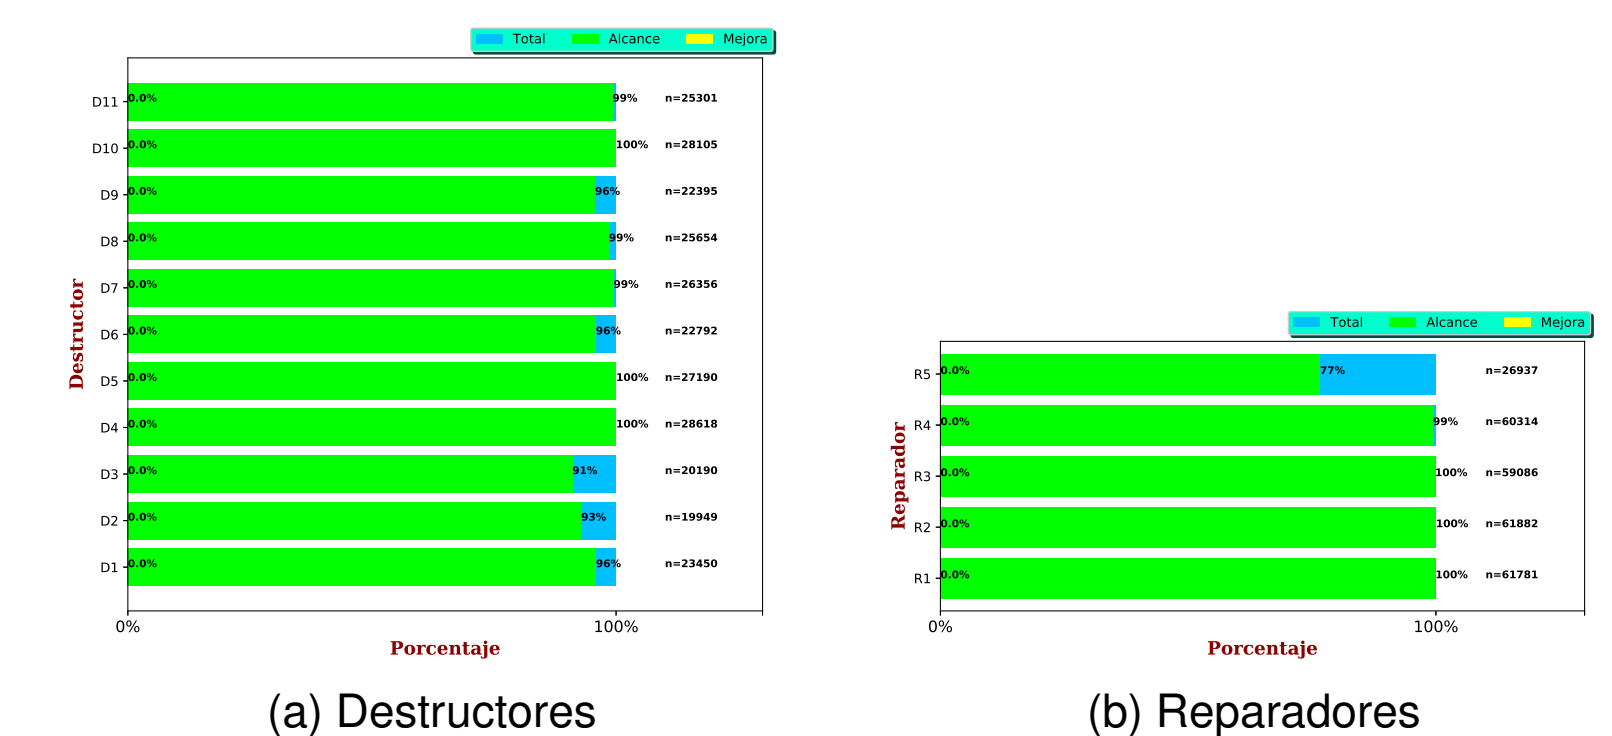 Total Alcance Mejora
D11 0.0% 99% n=25301
D10 0.0% 100% n=28105
D9 0.0% 96% n=22395
D8 0.0% 99% n=25654
D7 0.0% 99% n=26356
D6 0.0% 96% n=22792
D5 0.0% 100% n=27190
D4 0.0% 100% n=28618
D3 0.0% 91% n=20190
D2 0.0% 93% n=19949
D1 0.0% 96% n=23450
Destructor
0% 100%
Porcentaje
(a) Destructores
Total Alcance Mejora
R5 0.0% 77% n=26937
R4 0.0% 99% n=60314
R3 0.0% 100% n=59086
R2 0.0% 100% n=61882
R1 0.0% 100% n=61781
Reparador
0% 100%
Porcentaje
(b) Reparadores